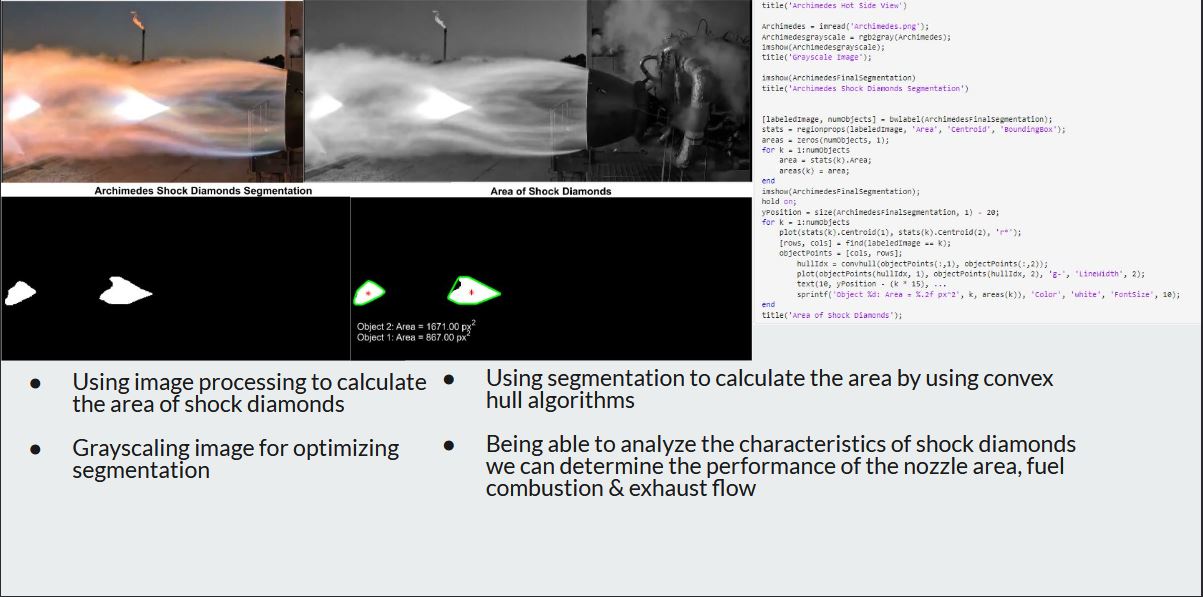 title('Archimedes Hot Side View')
Archimedes = imread('Archimedes.png');
Archimedesgrayscale = rgb2gray(Archimedes);
imshow(Archimedesgrayscale);
title('Grayscale Image');
imshow(ArchimedesFinalSegmentation)
title('Archimedes Shock Diamonds Segmentation')
[labeledImage, numObjects] = bwlabel(ArchimedesFinalSegmentation);
stats = regionprops(labeledImage, 'Area', 'Centroid', 'BoundingBox');
areas = zeros(numObjects, 1);
for k = 1:numObjects
area = stats(k).Area;
areas(k) = area;
end
imshow(ArchimedesFinalSegmentation);
hold on;
yPosition = size(ArchimedesFinalSegmentation, 1) - 20;
for k = 1:numObjects
plot(stats(k).Centroid(1), stats(k).Centroid(2), 'r*');
[rows, cols] = find(labeledImage == k);
objectPoints = [cols, rows];
hullIdx = convhull(objectPoints(:,1), objectPoints(:,2));
plot(objectPoints(hullIdx, 1), objectPoints(hullIdx, 2), 'g-', 'LineWidth', 2);
text(10, yPosition - (k * 15), ...
sprintf('Object %d: Area = %.2f px^2', k, areas(k)), 'Color', 'white', 'FontSize', 10);
end
title('Area of Shock Diamonds');
Archimedes Shock Diamonds Segmentation
Area of Shock Diamonds
Object 2: Area = 1671.00 px²
Object 1: Area = 867.00 px²
● Using image processing to calculate
the area of shock diamonds
● Grayscaling image for optimizing
segmentation
● Using segmentation to calculate the area by using convex
hull algorithms
● Being able to analyze the characteristics of shock diamonds
we can determine the performance of the nozzle area, fuel
combustion & exhaust flow